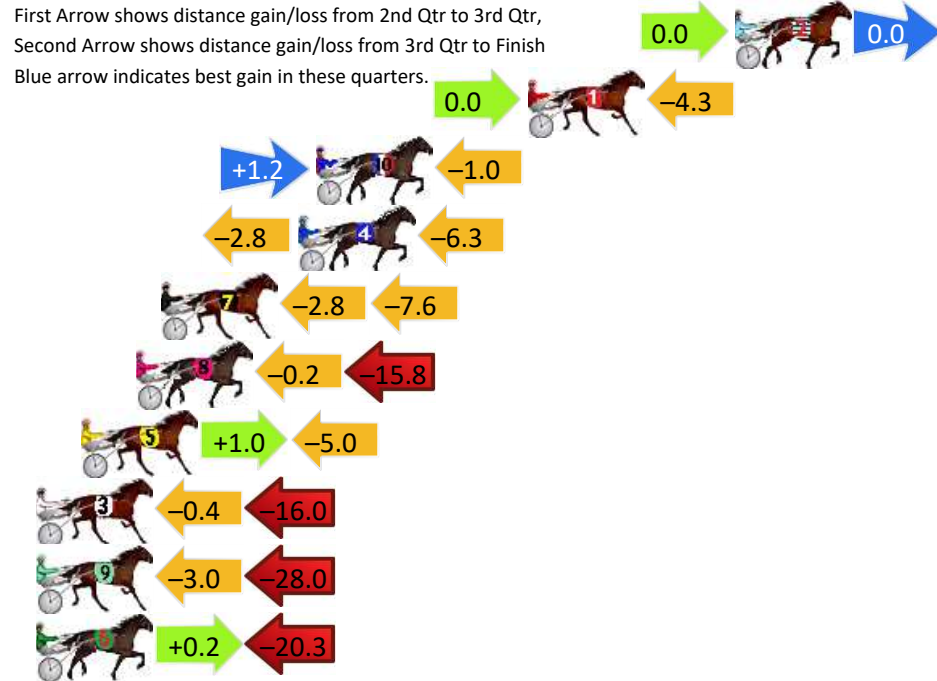 First Arrow shows distance gain/loss from 2nd Qtr to 3rd Qtr,
Second Arrow shows distance gain/loss from 3rd Qtr to Finish
Blue arrow indicates best gain in these quarters.
0.0 2 0.0
0.0 1 –4.3
+1.2 10 –1.0
–2.8 4 –6.3
7 –2.8 –7.6
8 –0.2 –15.8
5 +1.0 –5.0
3 –0.4 –16.0
9 –3.0 –28.0
6 +0.2 –20.3